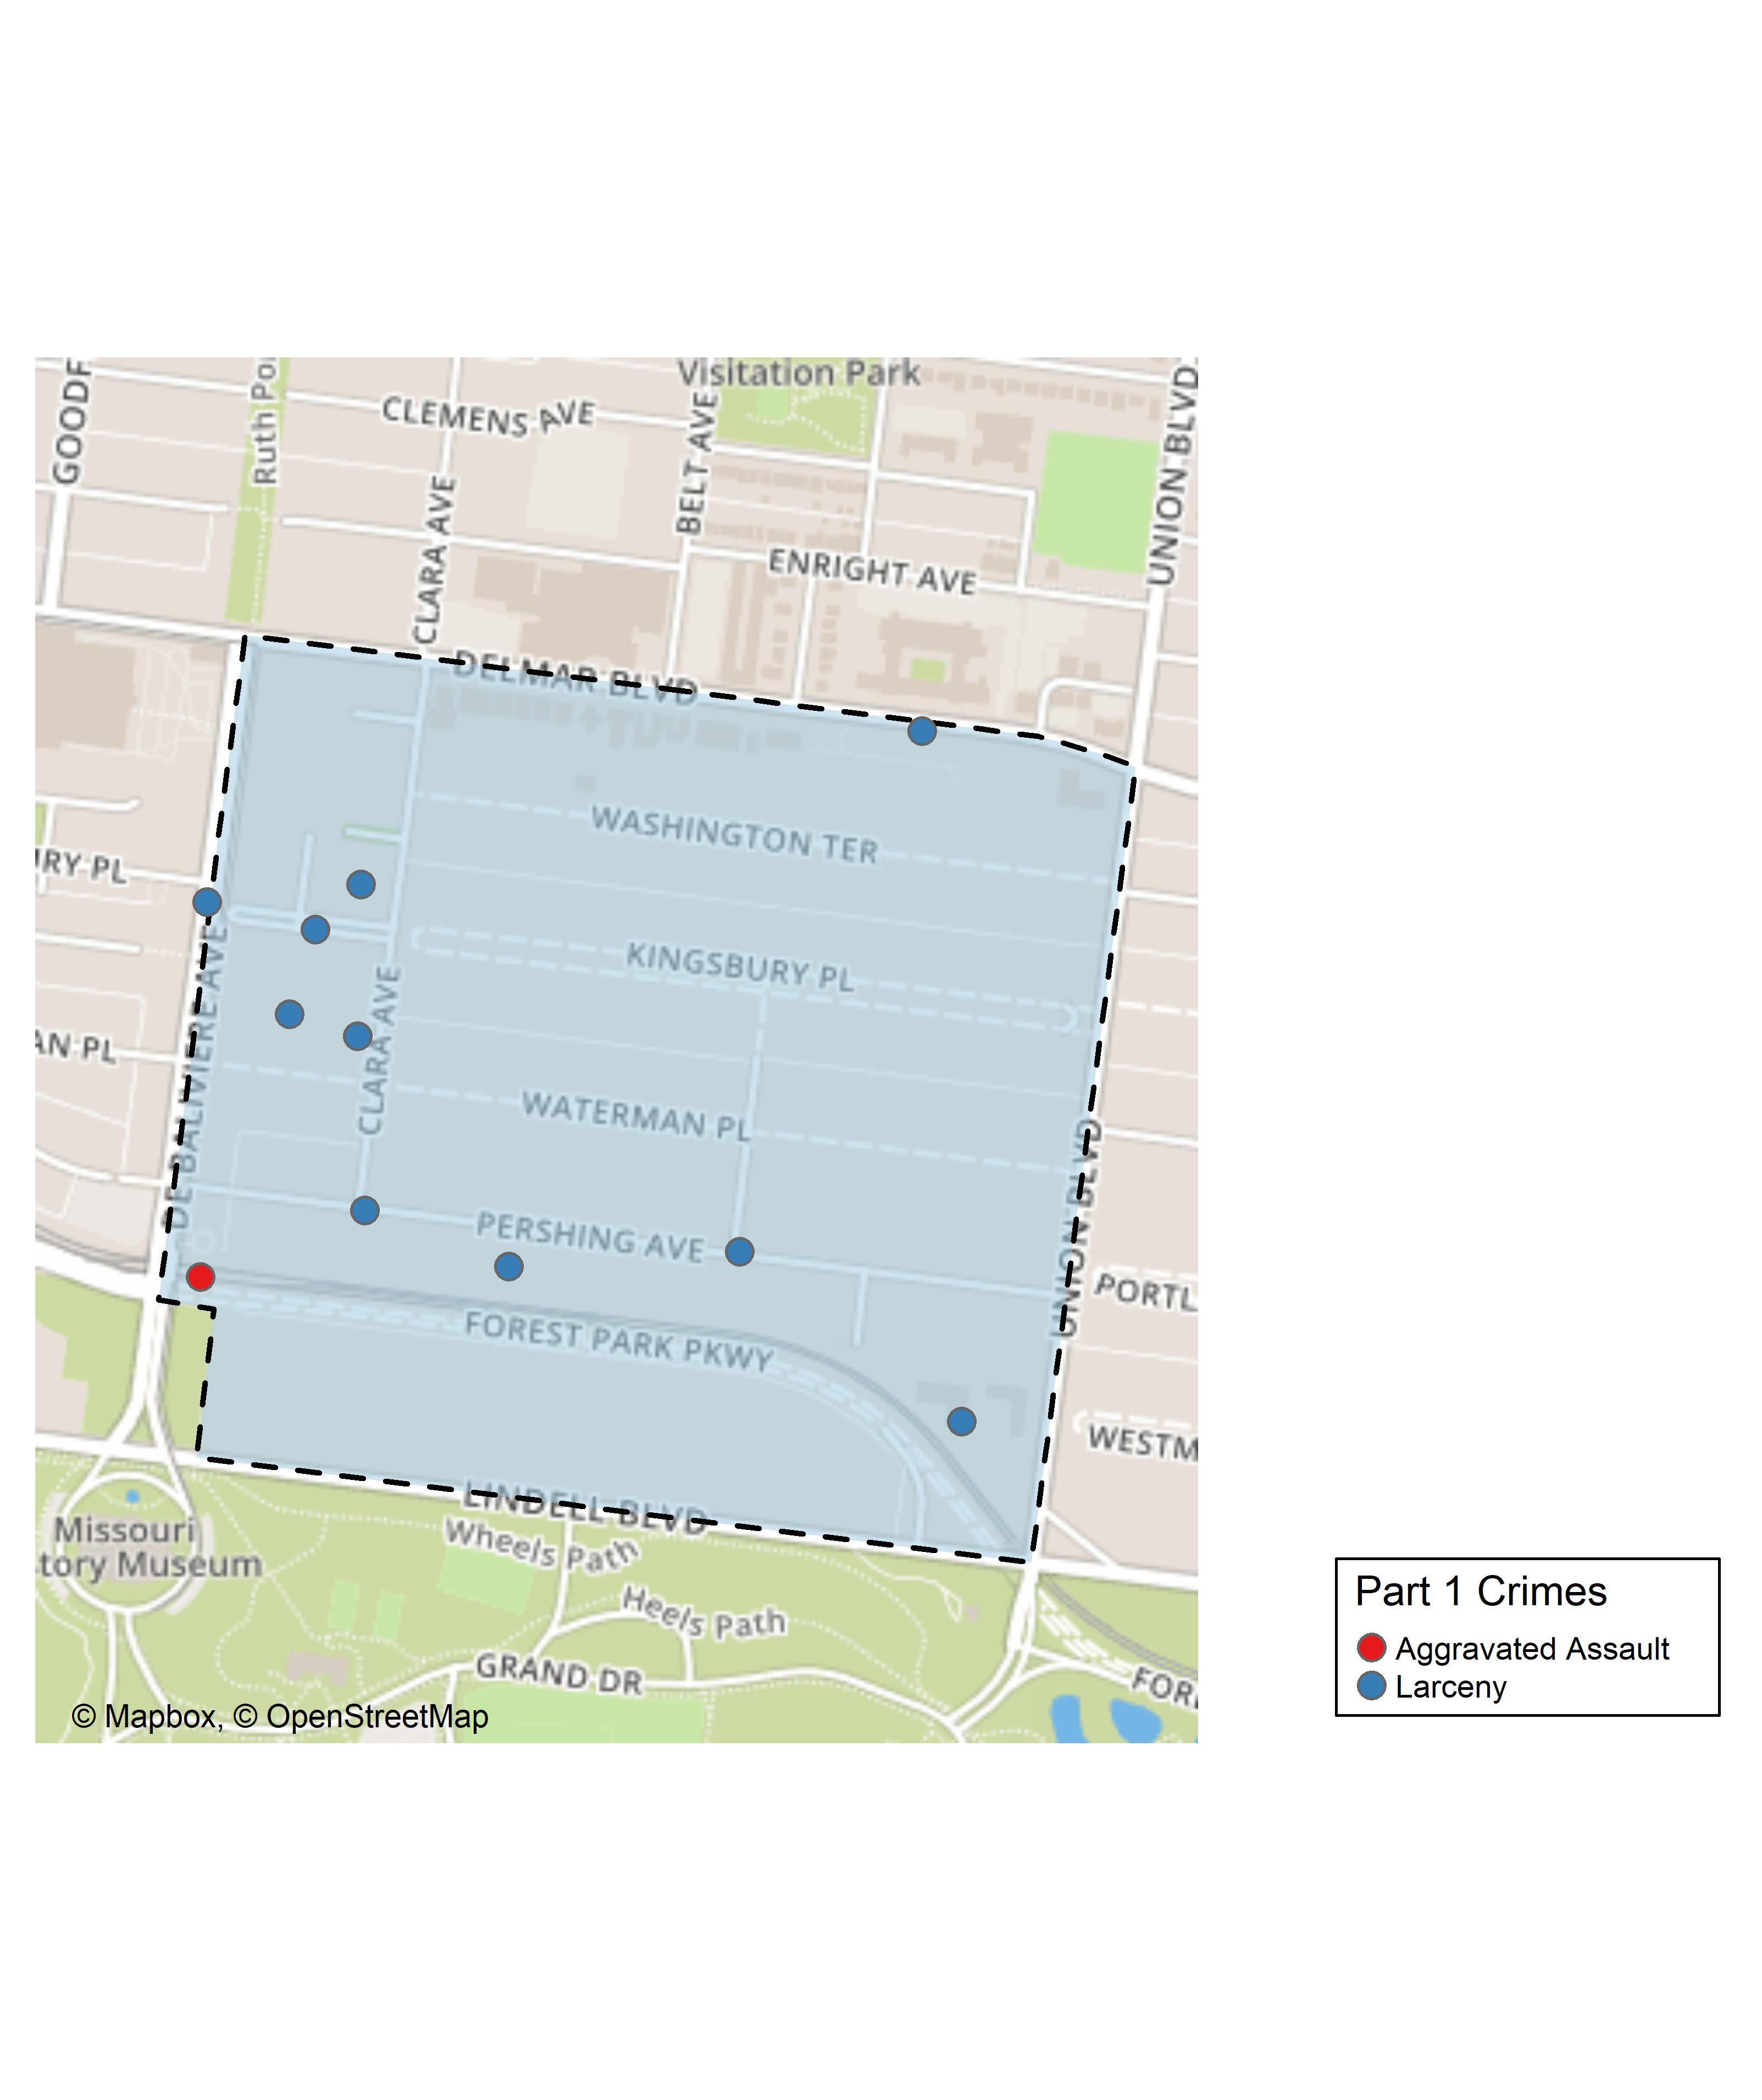 Visitation Park
GOODF
Ruth Po
CLEMENS AVE
BELT AVE
UNION BLVD
CLARA AVE
ENRIGHT AVE
DELMAR BLVD
WASHINGTON TER
RY PL
KINGSBURY PL
DE BALIVIERE AVE
CLARA AVE
AN PL
WATERMAN PL
UNION BLVD
PERSHING AVE
PORTL
FOREST PARK PKWY
WESTM
LINDELL BLVD
Wheels Path
Missouri
tory Museum
Heels Path
GRAND DR
FOR
© Mapbox, © OpenStreetMap
Part 1 Crimes
Aggravated Assault
Larceny